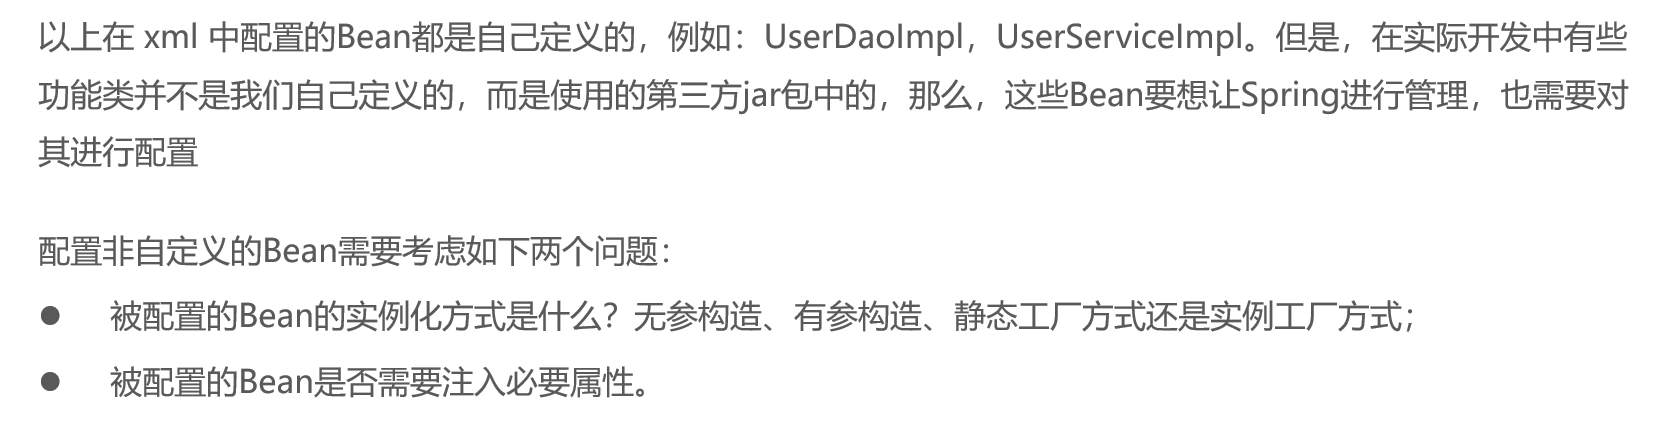 以上在 xml 中配置的Bean都是自己定义的，例如：UserDaoImpl，UserServiceImpl。但是，在实际开发中有些
功能类并不是我们自己定义的，而是使用的第三方jar包中的，那么，这些Bean要想让Spring进行管理，也需要对
其进行配置
配置非自定义的Bean需要考虑如下两个问题：
● 被配置的Bean的实例化方式是什么？无参构造、有参构造、静态工厂方式还是实例工厂方式；
● 被配置的Bean是否需要注入必要属性。